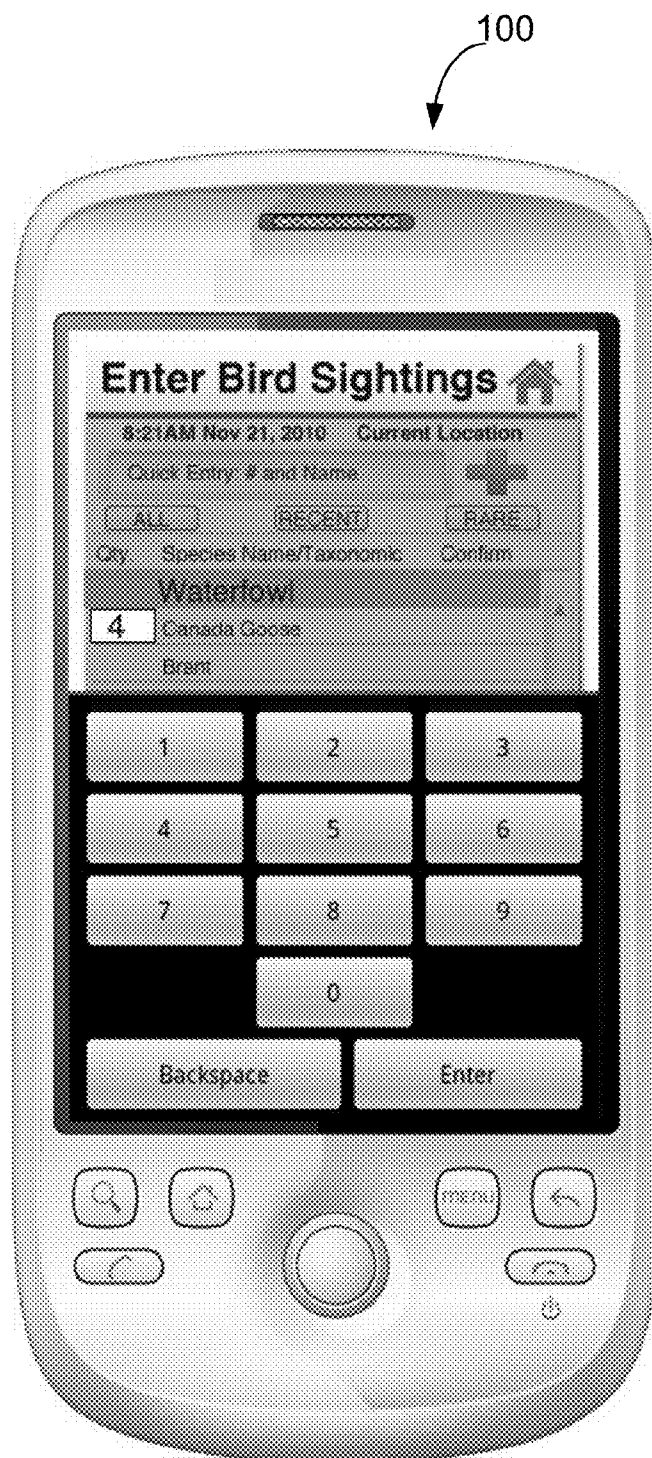 100
Enter Bird Sightings
8:21AM Nov 21, 2010 Current Location
Quick Entry: # and Name
ALL RECENT RARE
Qty Species Name/Taxonomic Confirm
Waterfowl
4 Canada Goose
Brant
1 2 3
4 5 6
7 8 9
0
Backspace Enter
MENU